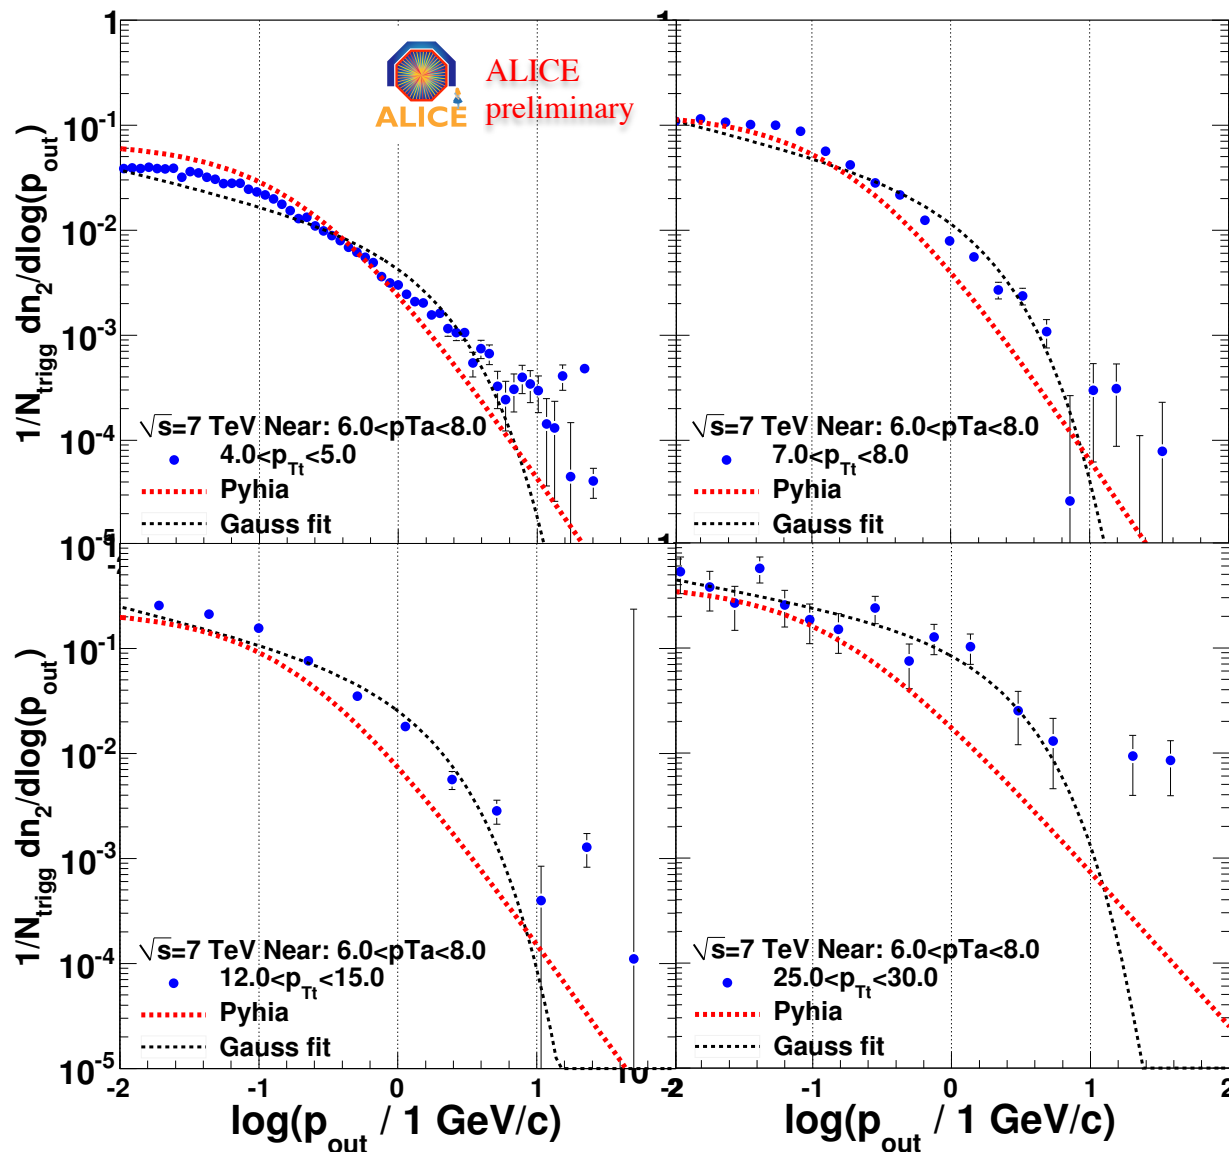 1
1
ALICE
preliminary
ALICE
10^-1
10^-2
10^-3
10^-4
10^-5
1/N_trigg dn_2/dlog(p_out)
√s=7 TeV Near: 6.0<pTa<8.0
4.0<p_Tt<5.0
Pyhia
Gauss fit
√s=7 TeV Near: 6.0<pTa<8.0
7.0<p_Tt<8.0
Pyhia
Gauss fit
10^-1
10^-2
10^-3
10^-4
10^-5
1/N_trigg dn_2/dlog(p_out)
√s=7 TeV Near: 6.0<pTa<8.0
12.0<p_Tt<15.0
Pyhia
Gauss fit
√s=7 TeV Near: 6.0<pTa<8.0
25.0<p_Tt<30.0
Pyhia
Gauss fit
-2 -1 0 1 -2 -1 0 1 2
log(p_out / 1 GeV/c) log(p_out / 1 GeV/c)